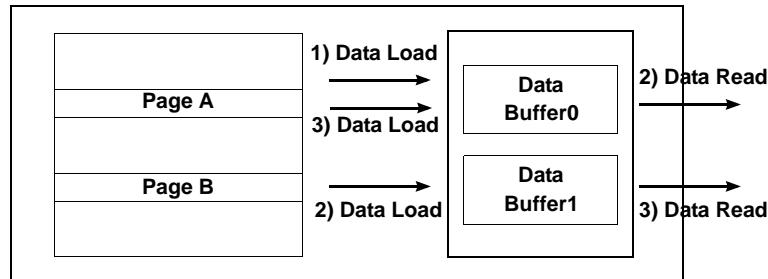 1) Data Load
Page A
3) Data Load
Data
Buffer0
2) Data Read
Page B
2) Data Load
Data
Buffer1
3) Data Read